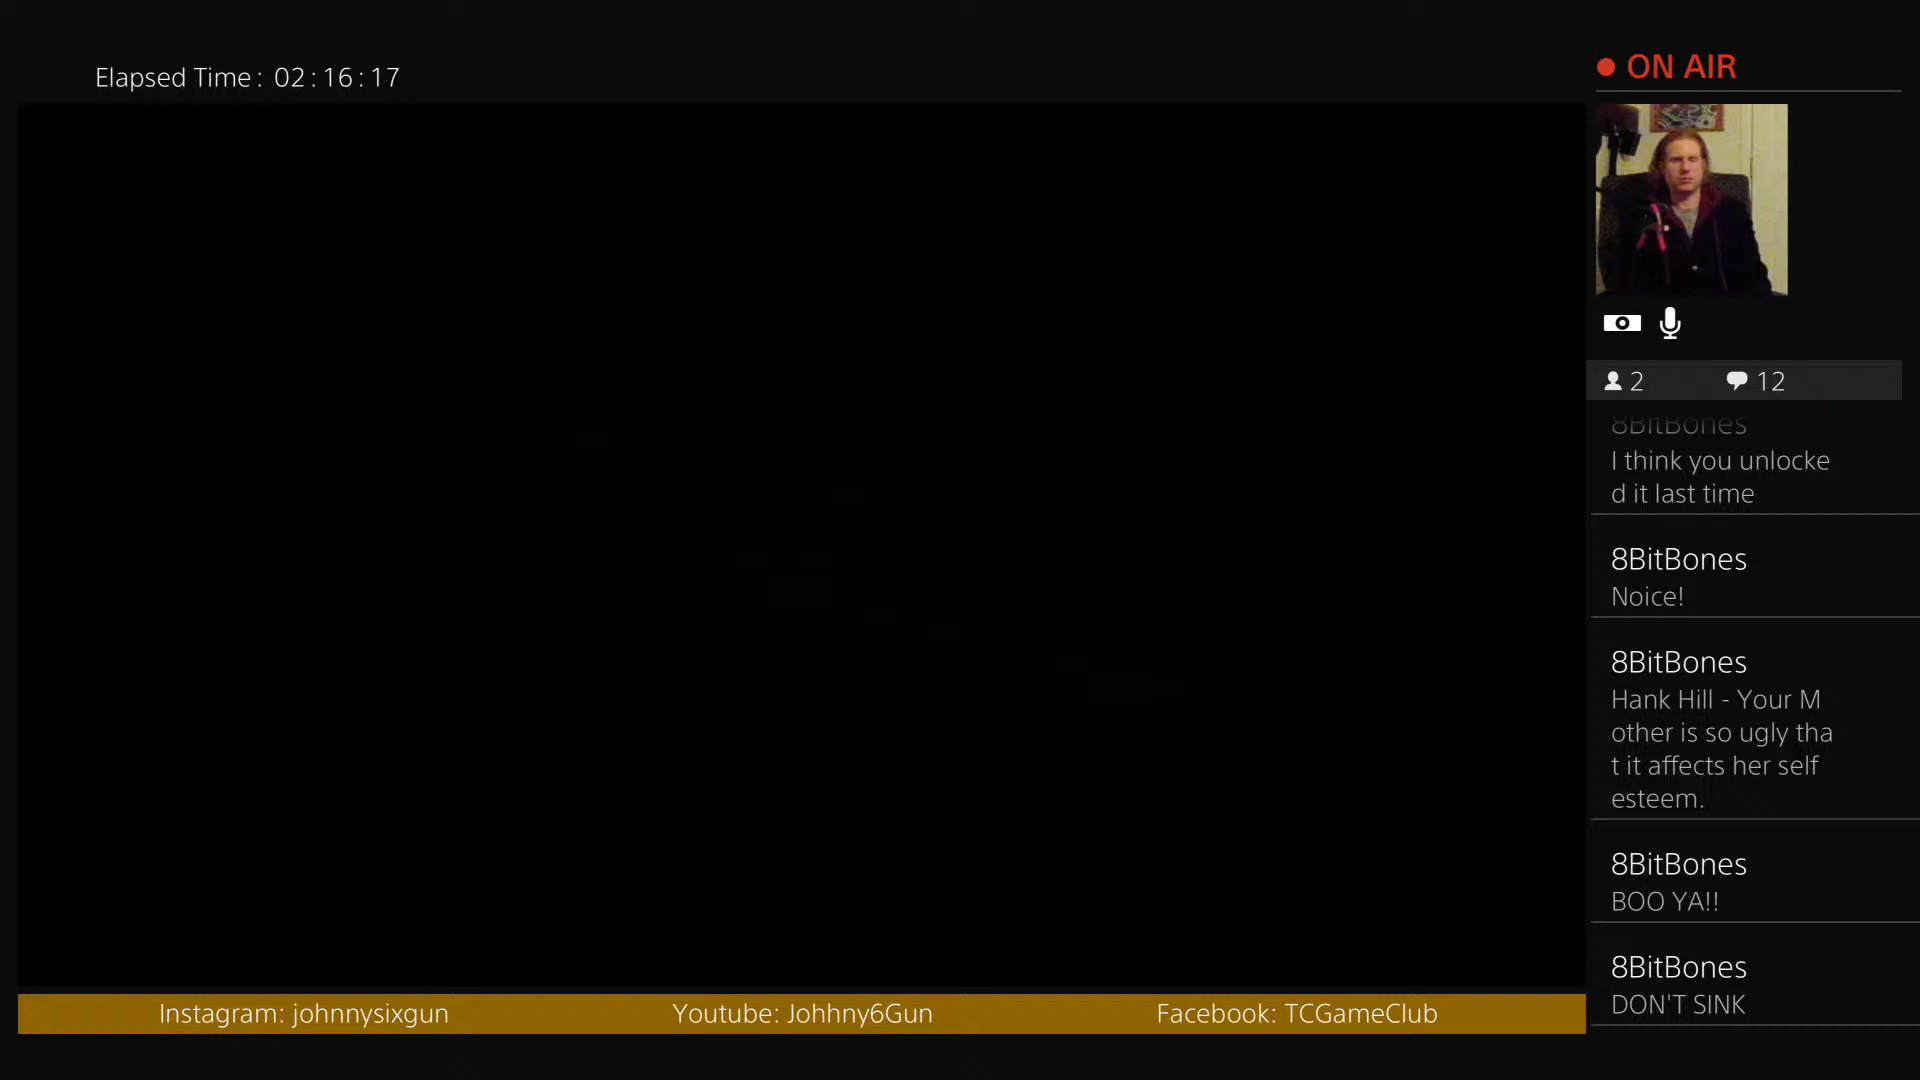 Elapsed Time: 02:16:17
ON AIR
2 12
8BitBones
I think you unlocke
d it last time
8BitBones
Noice!
8BitBones
Hank Hill - Your M
other is so ugly tha
t it affects her self
esteem.
8BitBones
BOO YA!!
8BitBones
DON'T SINK
Instagram: johnnysixgun Youtube: Johhny6Gun Facebook: TCGameClub